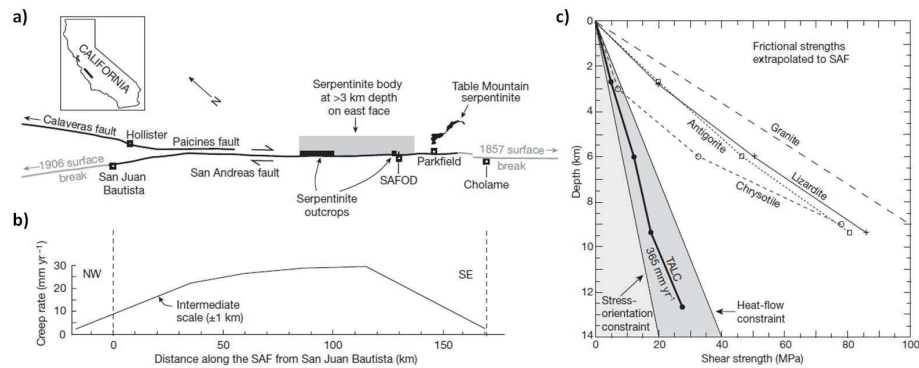 a)
CALIFORNIA
N
Serpentinite body
at >3 km depth
on east face
Table Mountain
serpentinite
Calaveras fault
Hollister
Paicines fault
1906 surface
break
San Juan
Bautista
San Andreas fault
Serpentinite
outcrops
SAFOD
Parkfield
1857 surface
break
Cholame
b)
Creep rate (mm yr⁻¹)
30
20
10
0
NW
SE
Intermediate
scale (±1 km)
0
50
100
150
Distance along the SAF from San Juan Bautista (km)
c)
Depth (km)
0
2
4
6
8
10
12
14
Frictional strengths
extrapolated to SAF
Granite
Antigorite
Lizardite
Chrysotile
TALC
365 mm yr⁻¹
Stress-
orientation
constraint
Heat-flow
constraint
0
20
40
60
80
100
Shear strength (MPa)